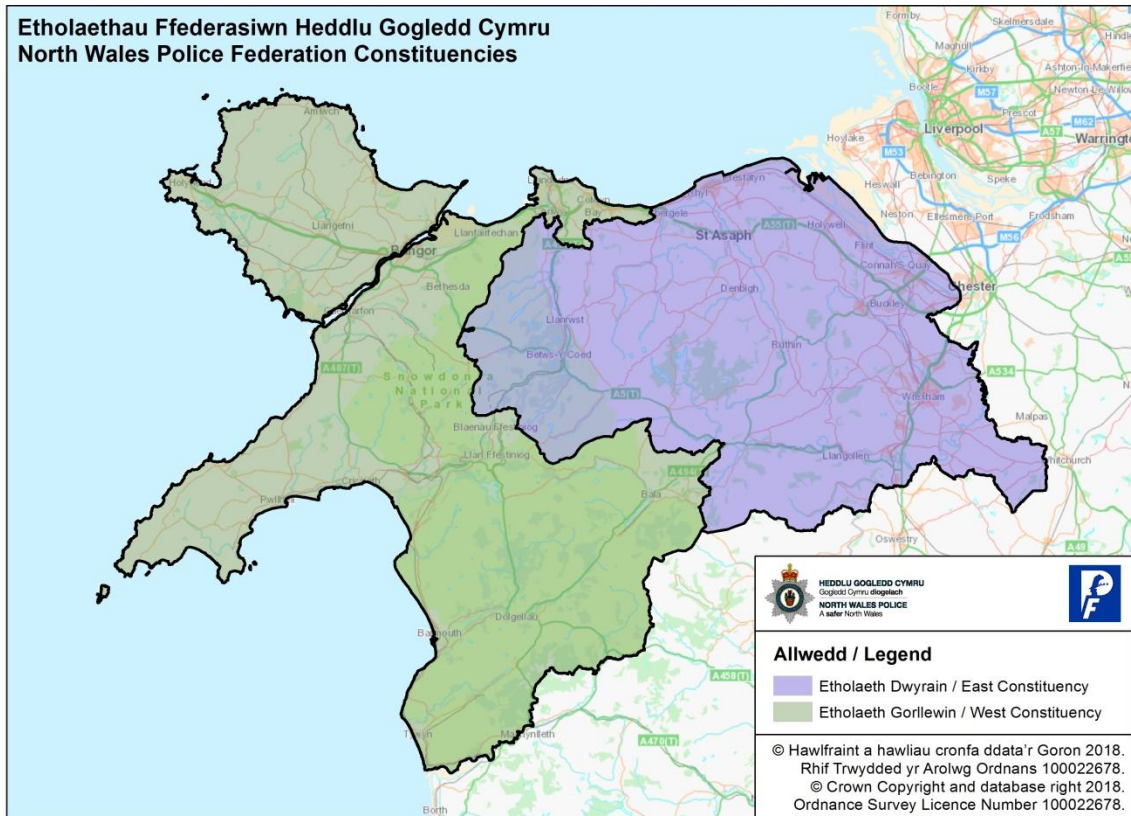 Etholaethau Ffederasiwn Heddlu Gogledd Cymru
North Wales Police Federation Constituencies
Formby
Skelmersdale
Maghull
Kirkby
Ashton-in-Makerfield
Bootle
M57
Prescot
Newton-Le-Willows
M62
A57
Liverpool
Warrington
Hoylake
M53
Bebington
Speke
Heswall
Neston
Ellesmere-Port
Frodsham
M56
Amlwch
Llangefni
Llanfairfechan
Bangor
Bethesda
Colwyn
Bay
St Asaph
A55(T)
Holywell
Flint
Connah'S-Quay
Chester
Buckley
Denbigh
Llanrwst
Betws-Y-Coed
Ruthin
A5(T)
Wrexham
A534
Malpas
A487(T)
Snowdonia
National
Park
Blaenau Ffestiniog
Llan Ffestiniog
Llangollen
A494(T)
Bala
Criccieth
Pwllheli
Oswestry
A49
Dolgellau
Barmouth
A458(T)
Tywyn
Machynlleth
A470(T)
Borth
HEDDLU GOGLEDD CYMRU
Gogledd Cymru diogelach
NORTH WALES POLICE
A safer North Wales
PF
Allwedd / Legend
Etholaeth Dwyrain / East Constituency
Etholaeth Gorllewin / West Constituency
© Hawlfraint a hawliau cronfa ddata'r Goron 2018.
Rhif Trwydded yr Arolwg Ordnans 100022678.
© Crown Copyright and database right 2018.
Ordnance Survey Licence Number 100022678.